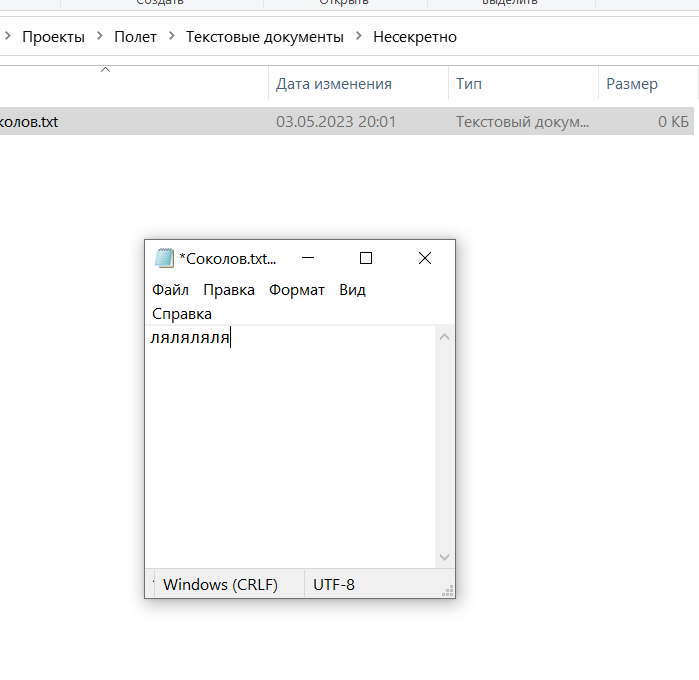 Создать Открыть Выделить
Проекты Полет Текстовые документы Несекретно
Дата изменения Тип Размер
колов.txt 03.05.2023 20:01 Текстовый докум... 0 КБ
*Соколов.txt...
Файл Правка Формат Вид
Справка
ляляляля
Windows (CRLF) UTF-8